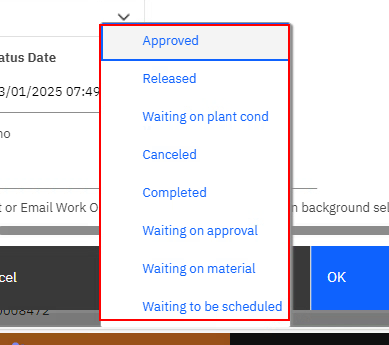 Approved
atus Date
Released
3/01/2025 07:49
Waiting on plant cond
no
Canceled
Completed
t or Email Work O
n background sel
Waiting on approval
Waiting on material
cel
OK
Waiting to be scheduled
0008472